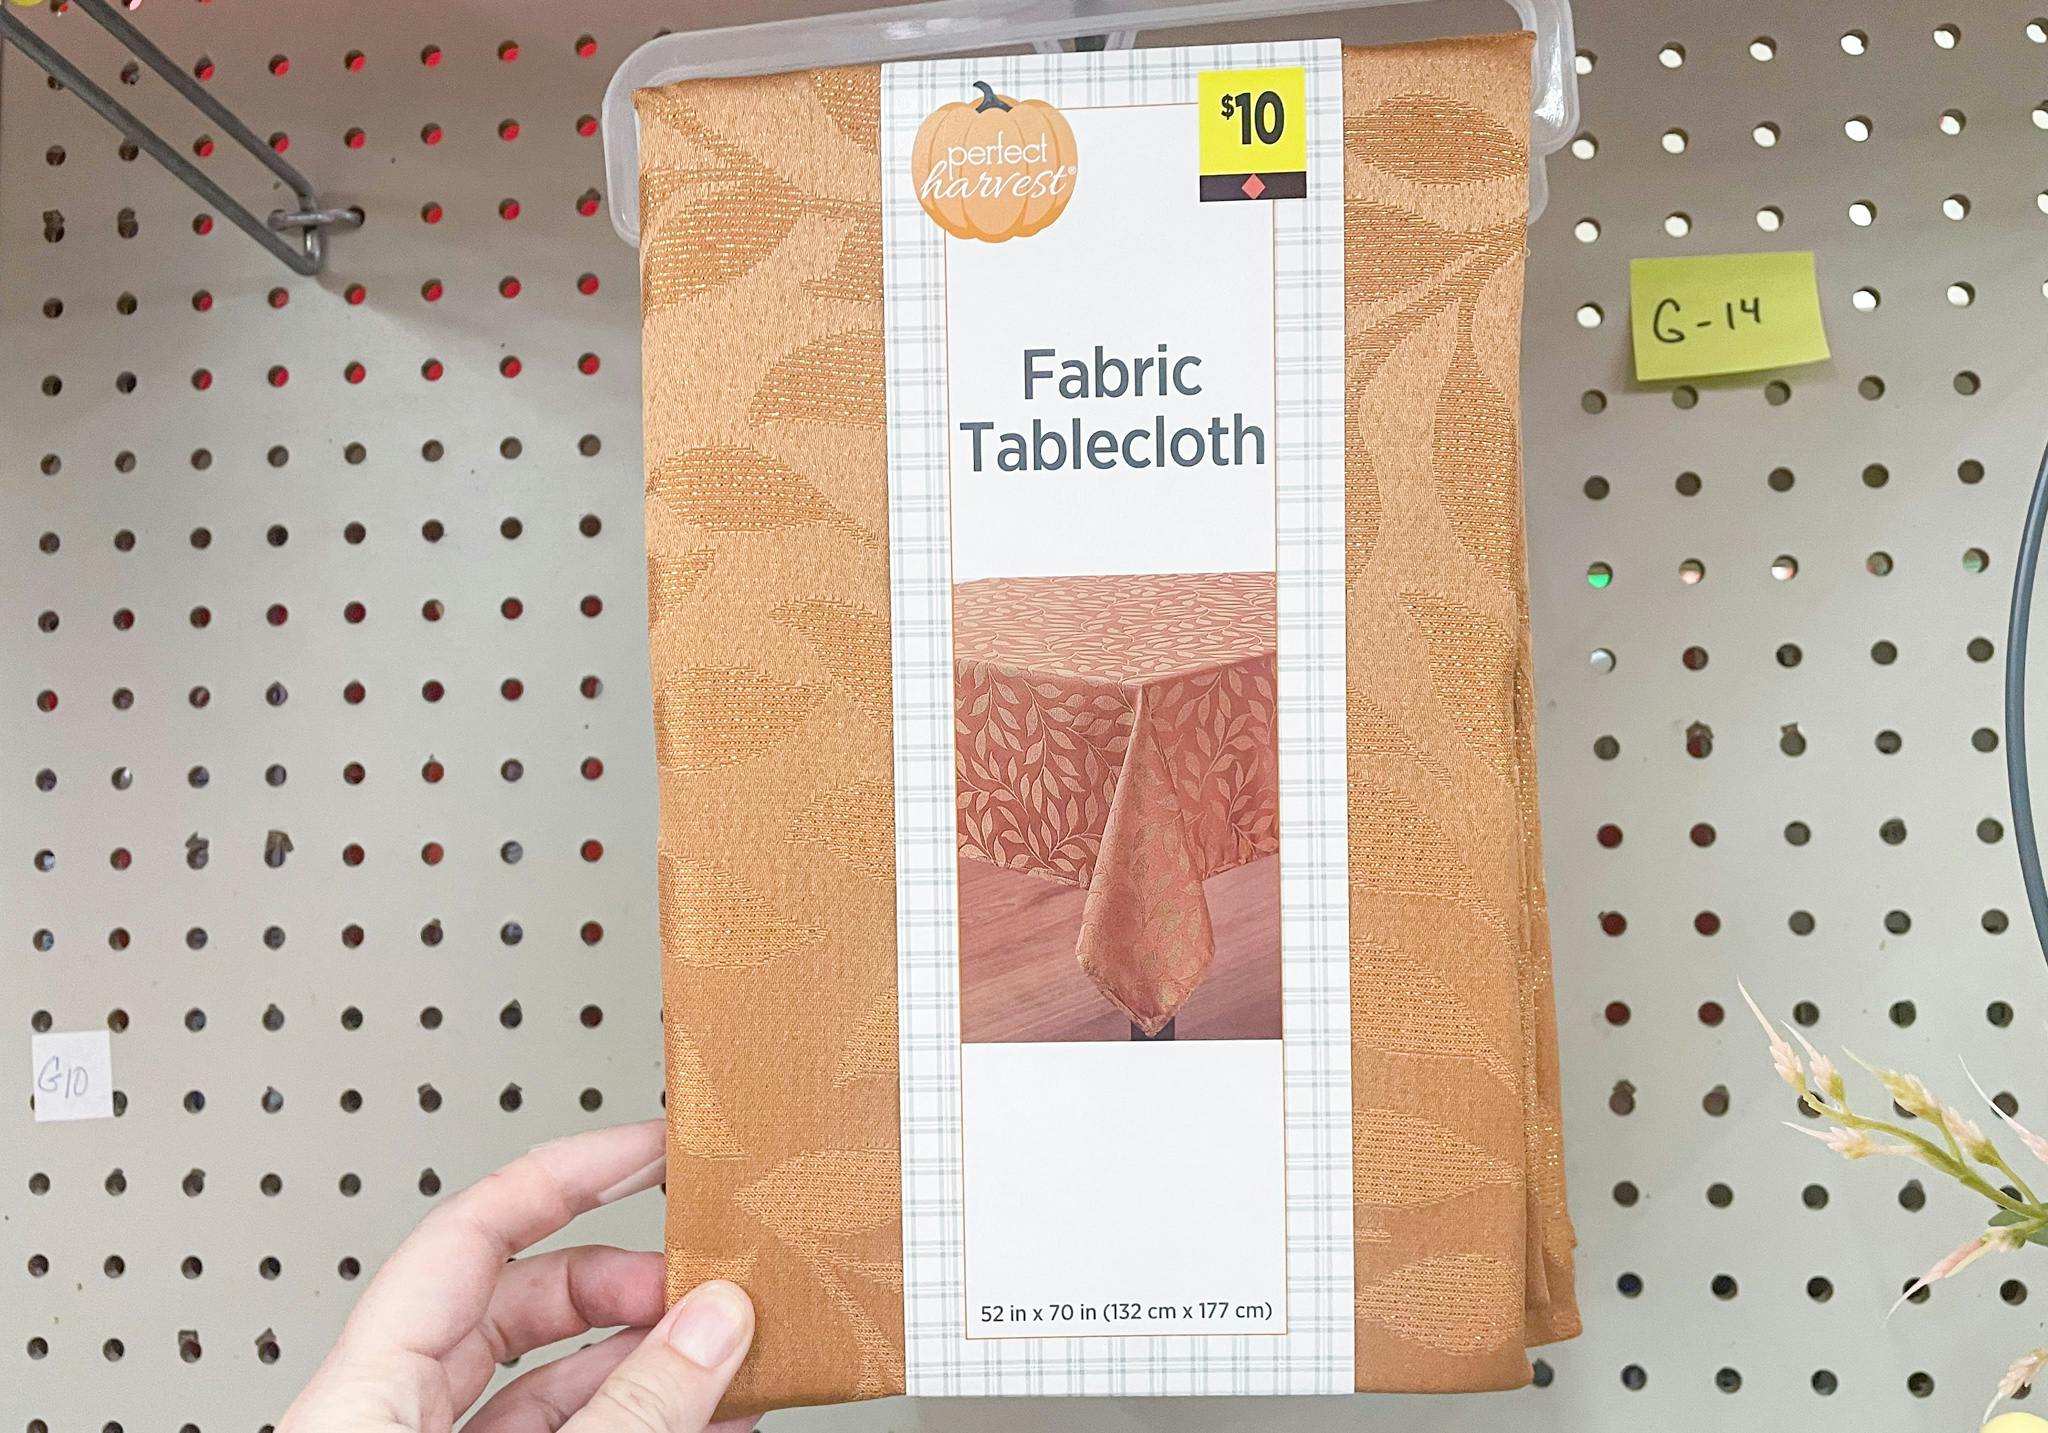 perfect
harvest®
$10
Fabric
Tablecloth
52 in x 70 in (132 cm x 177 cm)
G-14
G10